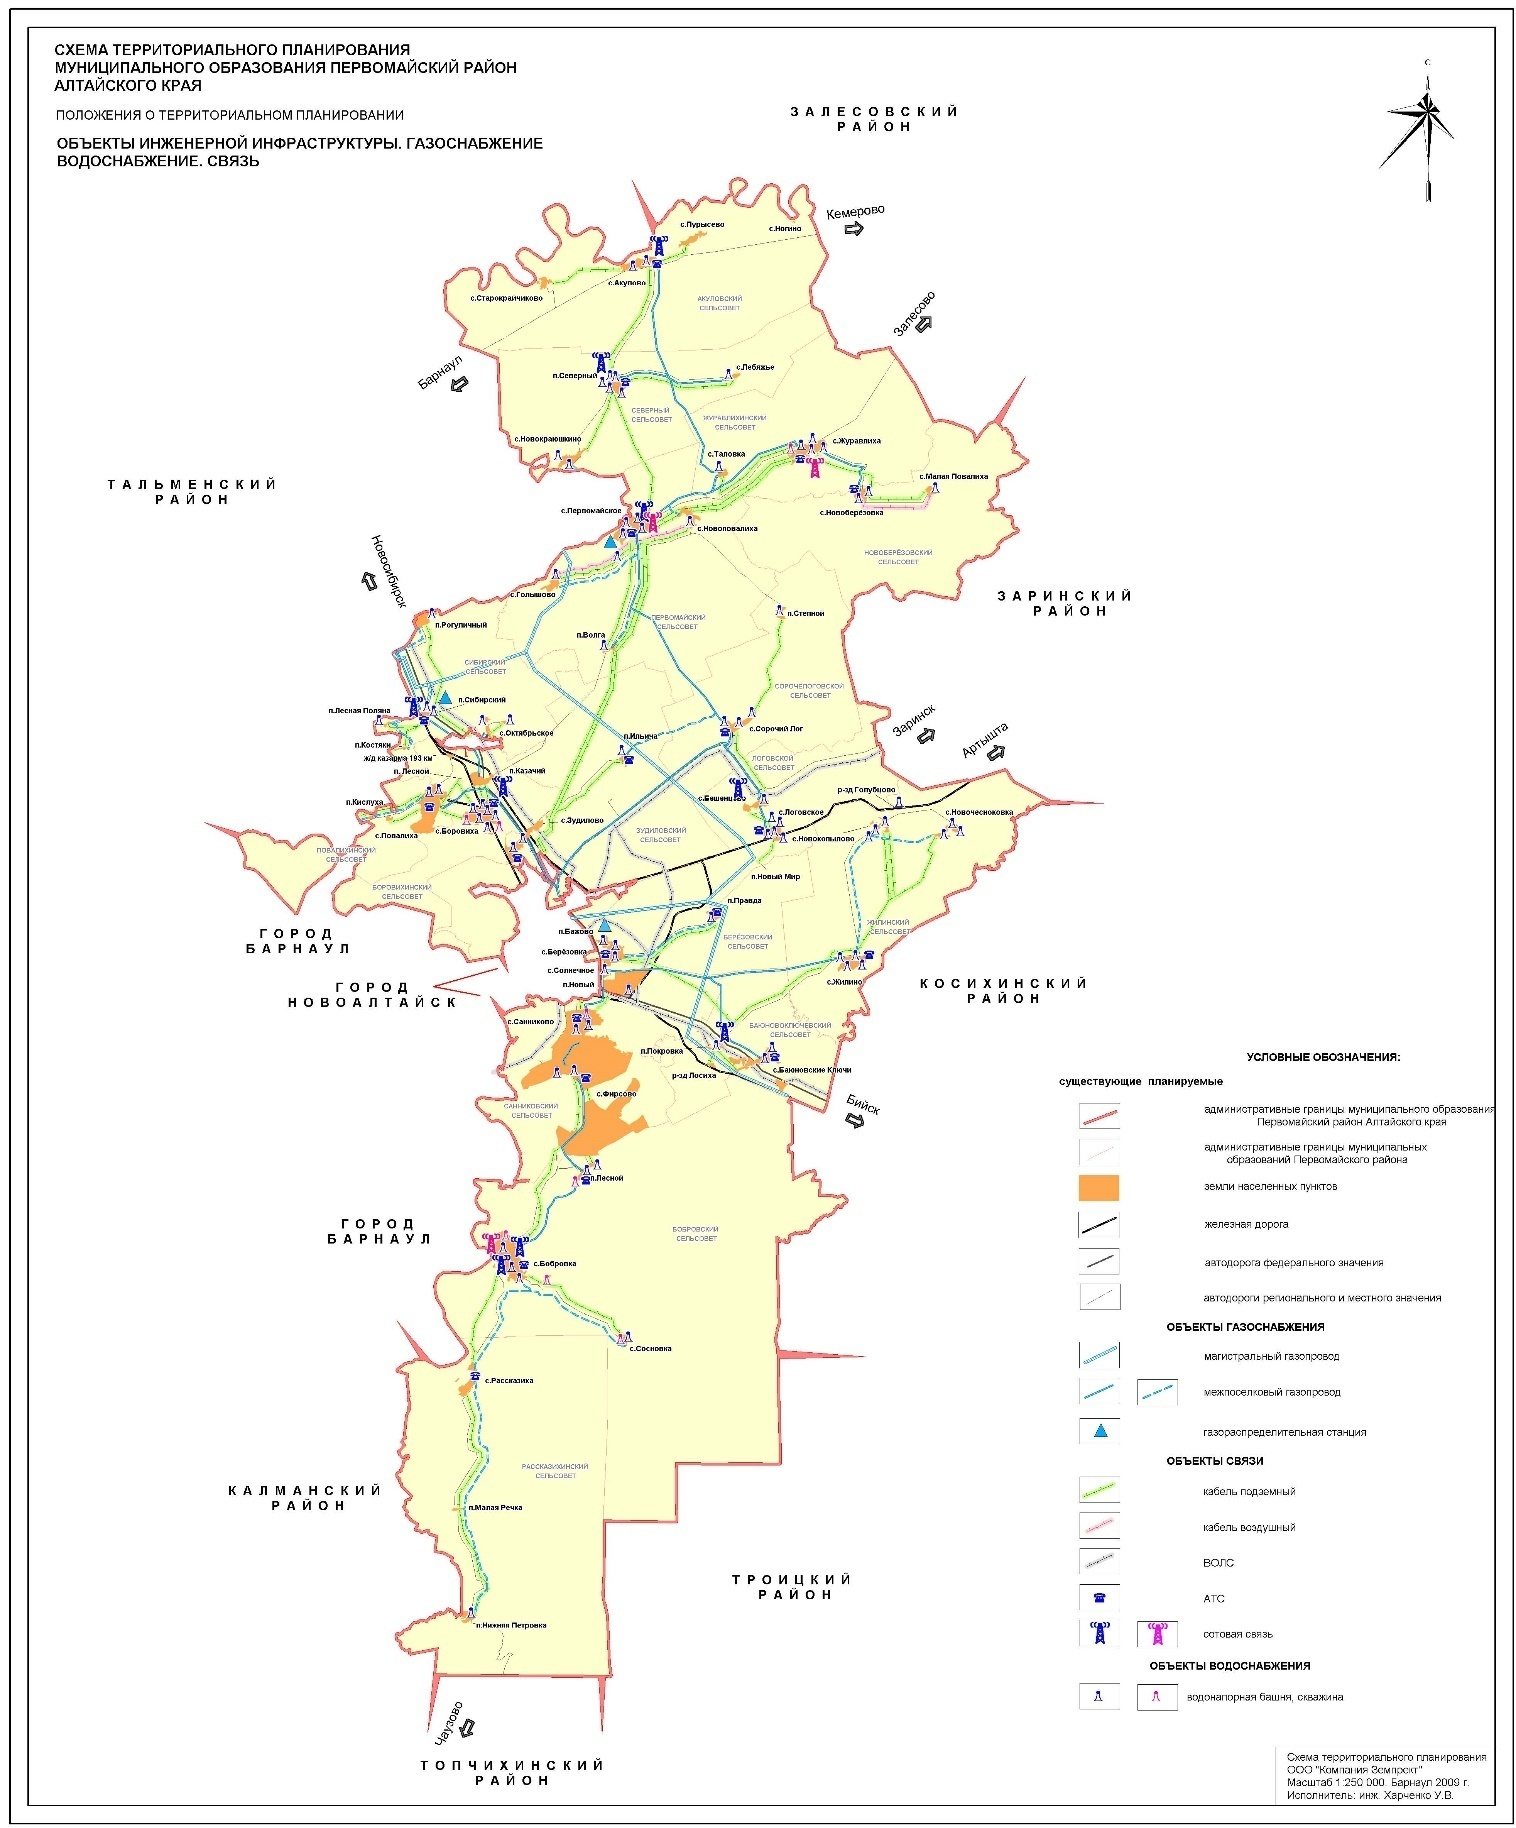 СХЕМА ТЕРРИТОРИАЛЬНОГО ПЛАНИРОВАНИЯ
МУНИЦИПАЛЬНОГО ОБРАЗОВАНИЯ ПЕРВОМАЙСКИЙ РАЙОН
АЛТАЙСКОГО КРАЯ
ПОЛОЖЕНИЯ О ТЕРРИТОРИАЛЬНОМ ПЛАНИРОВАНИИ
ОБЪЕКТЫ ИНЖЕНЕРНОЙ ИНФРАСТРУКТУРЫ. ГАЗОСНАБЖЕНИЕ
ВОДОСНАБЖЕНИЕ. СВЯЗЬ
С
ЗАЛЕСОВСКИЙ
РАЙОН
Кемерово
с.Пурысево
с.Ногино
с.Акулово
с.Старокрайчиково
АКУЛОВСКИЙ
СЕЛЬСОВЕТ
Залесово
Барнаул
п.Северный
с.Лебяжье
СЕВЕРНЫЙ
СЕЛЬСОВЕТ
ЖУРАВЛИХИНСКИЙ
СЕЛЬСОВЕТ
с.Новокраюшкино
с.Журавлиха
с.Таловка
с.Малая Повалиха
ТАЛЬМЕНСКИЙ
РАЙОН
с.Первомайское
с.Новоберёзовка
с.Новоповалиха
НОВОБЕРЁЗОВСКИЙ
СЕЛЬСОВЕТ
Новосибирск
с.Голышово
ЗАРИНСКИЙ
РАЙОН
п.Степной
ПЕРВОМАЙСКИЙ
СЕЛЬСОВЕТ
п.Рогуличный
п.Волга
СИБИРСКИЙ
СЕЛЬСОВЕТ
СОРОЧЕЛОГОВСКОЙ
СЕЛЬСОВЕТ
п.Сибирский
п.Лесная Поляна
Заринск
Артышта
с.Сорочий Лог
с.Октябрьское
п.Ильича
п.Костяки
ж/д казарма 193 км
ЛОГОВСКОЙ
СЕЛЬСОВЕТ
п. Лесной
п.Казачий
р-зд Голубцово
п.Кислуха
с.Бешенцево
с.Логовское
с.Новочесноковка
с.Зудилово
с.Повалиха
с.Боровиха
ЗУДИЛОВСКИЙ
СЕЛЬСОВЕТ
с.Новокопылово
ПОВАЛИХИНСКИЙ
СЕЛЬСОВЕТ
п.Новый Мир
БОРОВИХИНСКИЙ
СЕЛЬСОВЕТ
п.Правда
ЖИЛИНСКИЙ
СЕЛЬСОВЕТ
ГОРОД
БАРНАУЛ
п.Бажово
БЕРЁЗОВСКИЙ
СЕЛЬСОВЕТ
с.Берёзовка
с.Солнечное
п.Новый
с.Жилино
ГОРОД
НОВОАЛТАЙСК
КОСИХИНСКИЙ
РАЙОН
с.Санниково
БАЮНОВОКЛЮЧЕВСКИЙ
СЕЛЬСОВЕТ
п.Покровка
р-зд Лосиха
с.Баюновские Ключи
с.Фирсово
Бийск
САННИКОВСКИЙ
СЕЛЬСОВЕТ
п.Лесной
ГОРОД
БАРНАУЛ
БОБРОВСКИЙ
СЕЛЬСОВЕТ
с.Бобровка
с.Сосновка
с.Рассказиха
РАССКАЗИХИНСКИЙ
СЕЛЬСОВЕТ
КАЛМАНСКИЙ
РАЙОН
п.Малая Речка
ТРОИЦКИЙ
РАЙОН
п.Нижняя Петровка
Чаузово
ТОПЧИХИНСКИЙ
РАЙОН
УСЛОВНЫЕ ОБОЗНАЧЕНИЯ:
существующие планируемые
административные границы муниципального образования
Первомайский район Алтайского края
административные границы муниципальных
образований Первомайского района
земли населенных пунктов
железная дорога
автодорога федерального значения
автодороги регионального и местного значения
ОБЪЕКТЫ ГАЗОСНАБЖЕНИЯ
магистральный газопровод
межпоселковый газопровод
газораспределительная станция
ОБЪЕКТЫ СВЯЗИ
кабель подземный
кабель воздушный
ВОЛС
АТС
сотовая связь
ОБЪЕКТЫ ВОДОСНАБЖЕНИЯ
водонапорная башня, скважина
Схема территориального планирования
ООО "Компания Земпрект"
Масштаб 1:250 000. Барнаул 2009 г.
Исполнитель: инж. Харченко У.В.